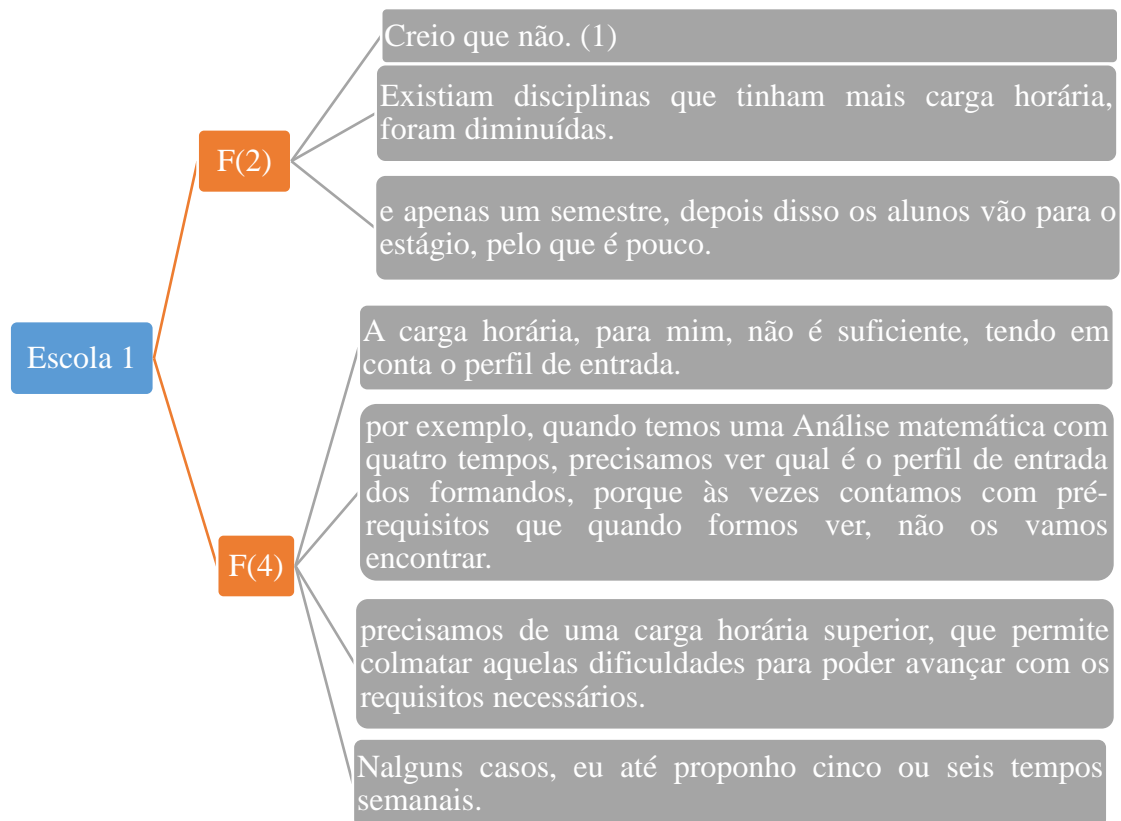 Creio que não. (1)
Existiam disciplinas que tinham mais carga horária,
foram diminuídas.
F(2)
e apenas um semestre, depois disso os alunos vão para o
estágio, pelo que é pouco.
Escola 1
A carga horária, para mim, não é suficiente, tendo em
conta o perfil de entrada.
por exemplo, quando temos uma Análise matemática com
quatro tempos, precisamos ver qual é o perfil de entrada
dos formandos, porque às vezes contamos com pré-
requisitos que quando formos ver, não os vamos
encontrar.
F(4)
precisamos de uma carga horária superior, que permite
colmatar aquelas dificuldades para poder avançar com os
requisitos necessários.
Nalguns casos, eu até proponho cinco ou seis tempos
semanais.